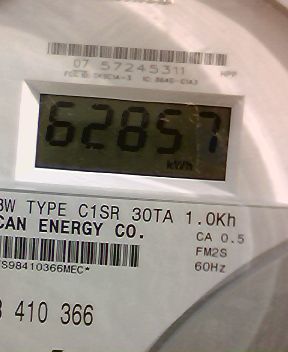 07 57245311
HPP
62857
kWh
3W TYPE C1SR 30TA 1.0Kh
CAN ENERGY CO.
CA 0.5
FM2S
60Hz
S98410366MEC*
3 410 366